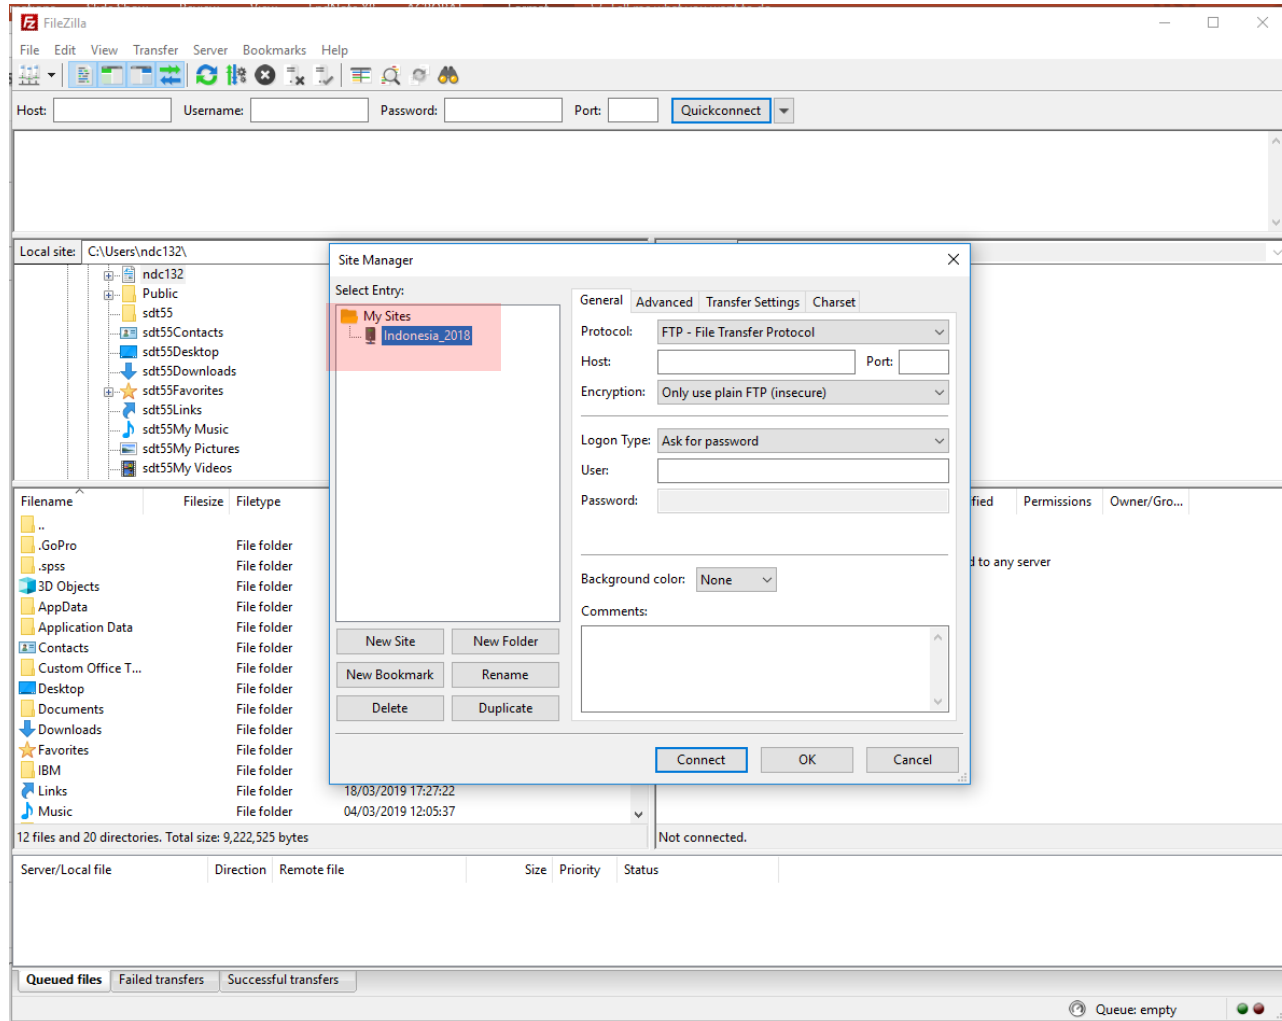 FileZilla
File Edit View Transfer Server Bookmarks Help
Host: Username: Password: Port: Quickconnect
Local site: C:\Users\ndc132\
ndc132
Public
sdt55
sdt55Contacts
sdt55Desktop
sdt55Downloads
sdt55Favorites
sdt55Links
sdt55My Music
sdt55My Pictures
sdt55My Videos
Site Manager
Select Entry:
My Sites
Indonesia_2018
New Site New Folder
New Bookmark Rename
Delete Duplicate
General Advanced Transfer Settings Charset
Protocol: FTP - File Transfer Protocol
Host: Port:
Encryption: Only use plain FTP (insecure)
Logon Type: Ask for password
User:
Password:
Background color: None
Comments:
Connect OK Cancel
Filename Filesize Filetype
..
.GoPro File folder
.spss File folder
3D Objects File folder
AppData File folder
Application Data File folder
Contacts File folder
Custom Office T... File folder
Desktop File folder
Documents File folder
Downloads File folder
Favorites File folder
IBM File folder
Links File folder 18/03/2019 17:27:22
Music File folder 04/03/2019 12:05:37
12 files and 20 directories. Total size: 9,222,525 bytes
fied Permissions Owner/Gro...
d to any server
Not connected.
Server/Local file Direction Remote file Size Priority Status
Queued files Failed transfers Successful transfers
Queue: empty